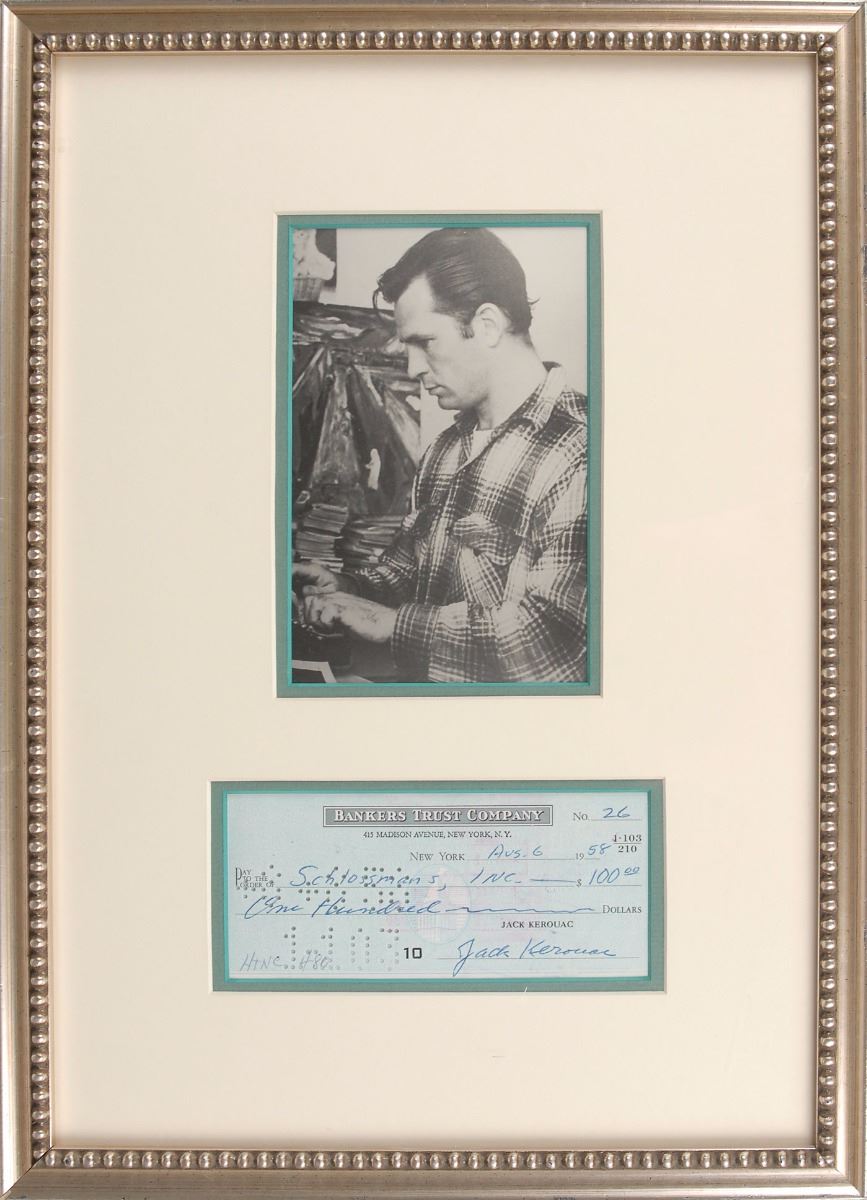 BANKERS TRUST COMPANY No. 26
415 MADISON AVENUE, NEW YORK, N. Y.
1-103
210
NEW YORK Aug. 6 1958
PAY TO THE ORDER OF Schlossmans, INC. $ 100 00
One Hundred DOLLARS
JACK KEROUAC
10 Jack Kerouac